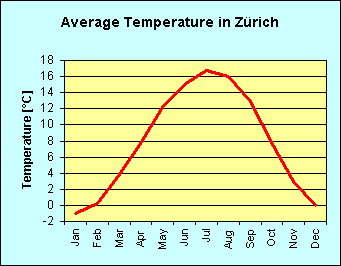 Average Temperature in Zürich
Temperature [°C]
18
16
14
12
10
8
6
4
2
0
-2
Jan
Feb
Mar
Apr
May
Jun
Jul
Aug
Sep
Oct
Nov
Dec